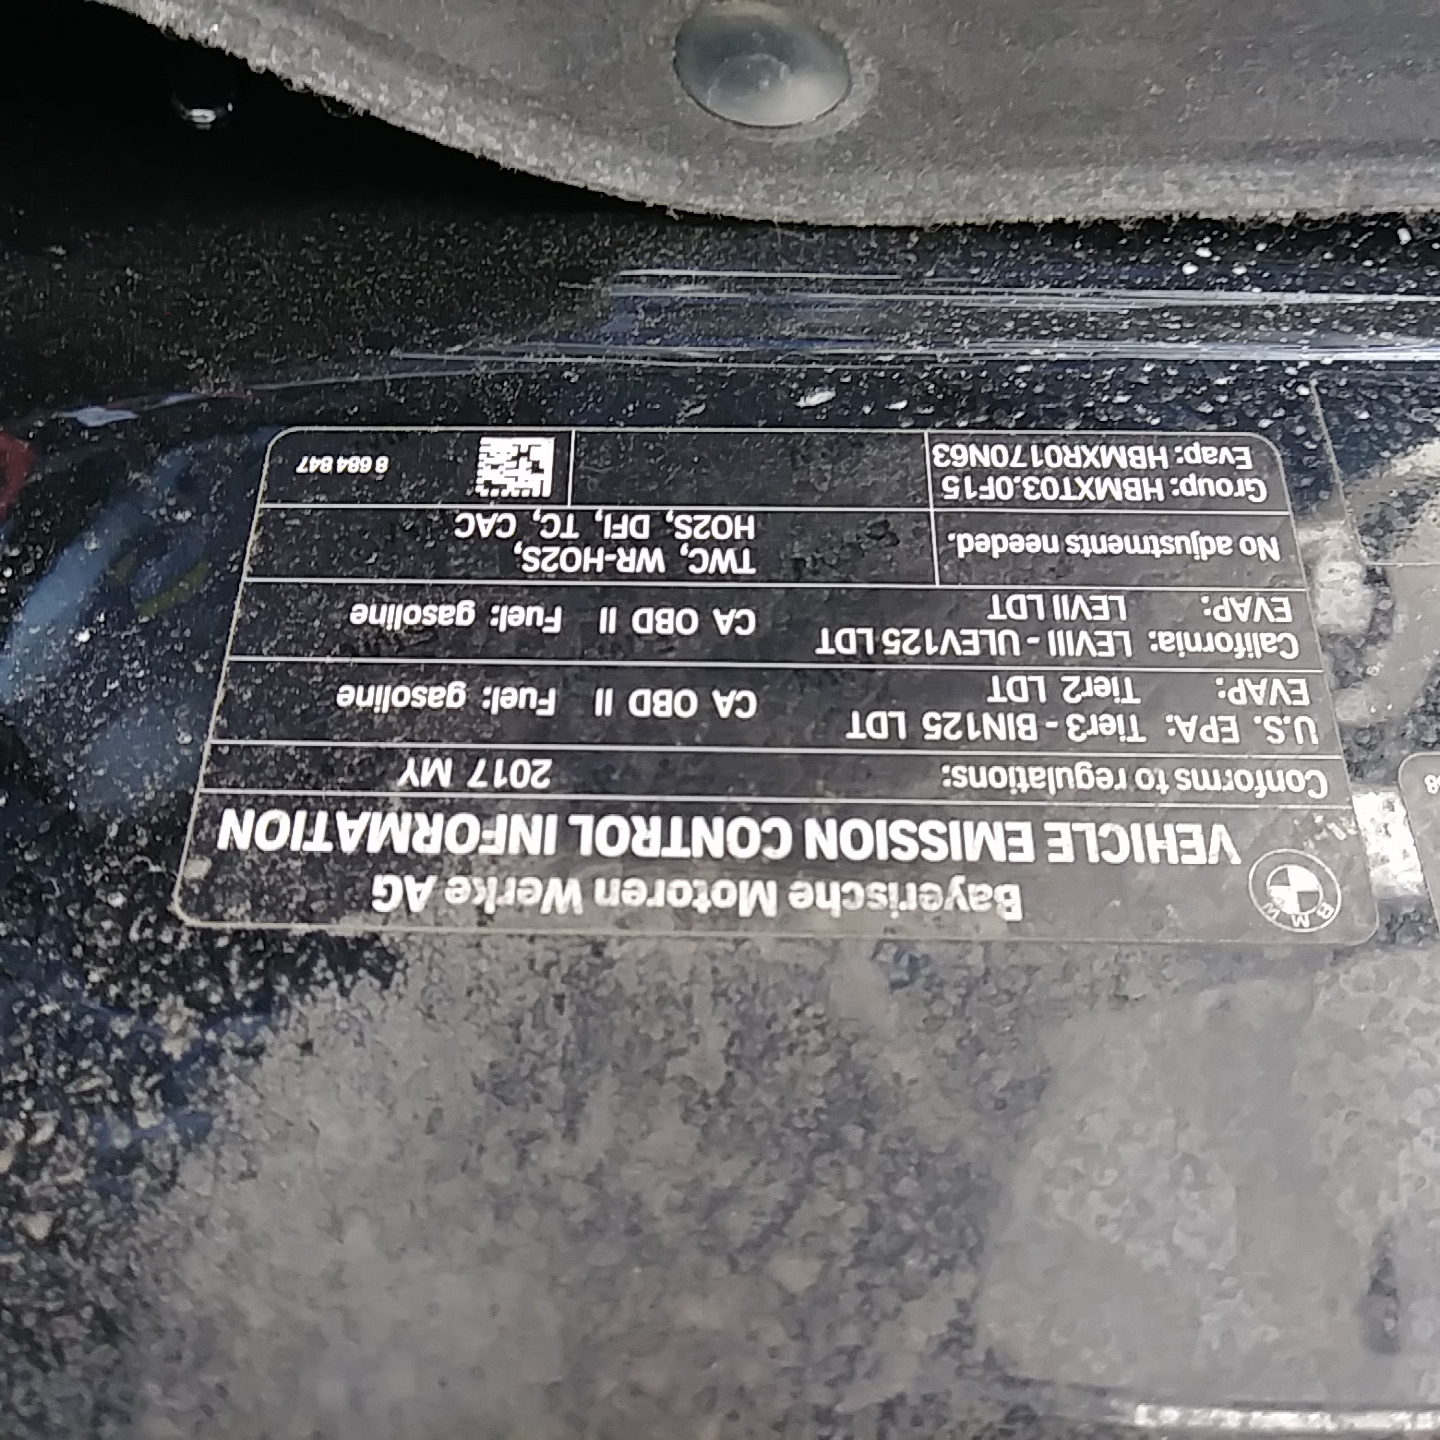 BMW
Bayerische Motoren Werke AG
VEHICLE EMISSION CONTROL INFORMATION
Conforms to regulations: 2017 MY
U.S. EPA: Tier3 - BIN125 LDT
EVAP: Tier2 LDT
CA OBD II Fuel: gasoline
California: LEVIII - ULEV125 LDT
EVAP: LEVII LDT
CA OBD II Fuel: gasoline
No adjustments needed.
TWC, WR-HO2S,
HO2S, DFI, TC, CAC
Group: HBMXT03.0F15
Evap: HBMXR0170N63
8 684 847